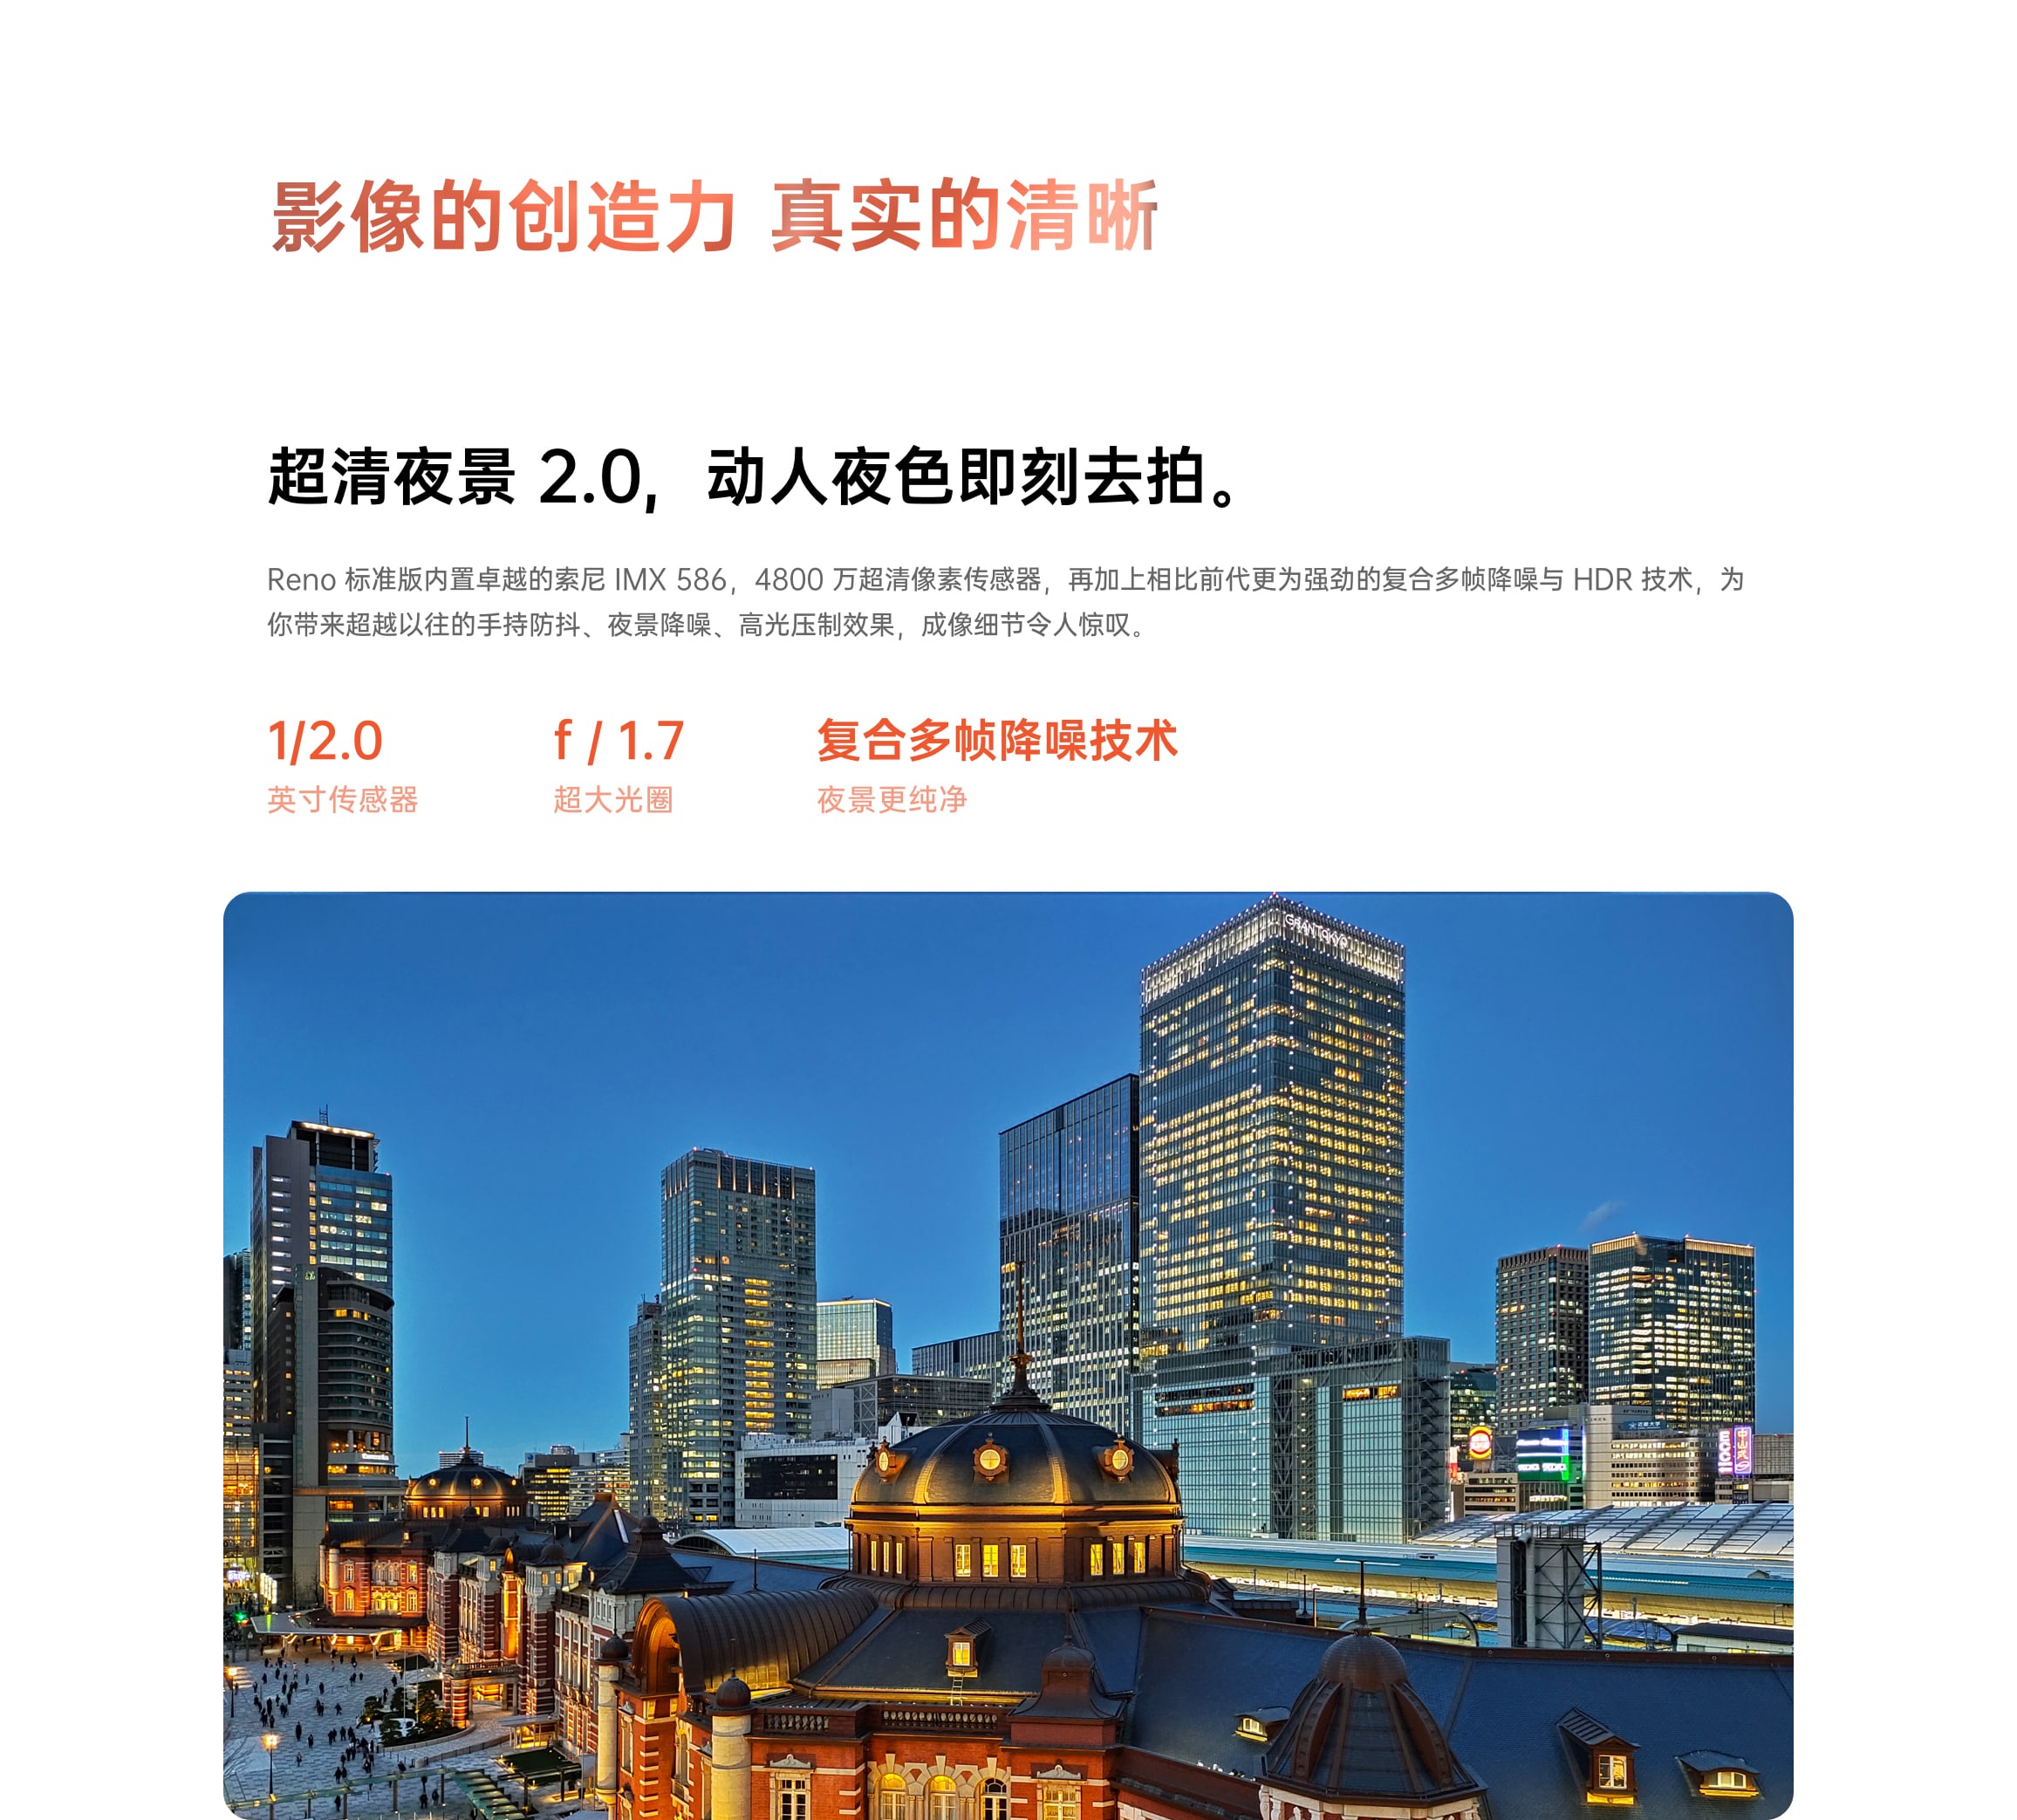 影像的创造力 真实的清晰
超清夜景 2.0，动人夜色即刻去拍。
Reno 标准版内置卓越的索尼 IMX 586，4800 万超清像素传感器，再加上相比前代更为强劲的复合多帧降噪与 HDR 技术，为
你带来超越以往的手持防抖、夜景降噪、高光压制效果，成像细节令人惊叹。
1/2.0 f / 1.7 复合多帧降噪技术
英寸传感器 超大光圈 夜景更纯净
GRANTOKYO